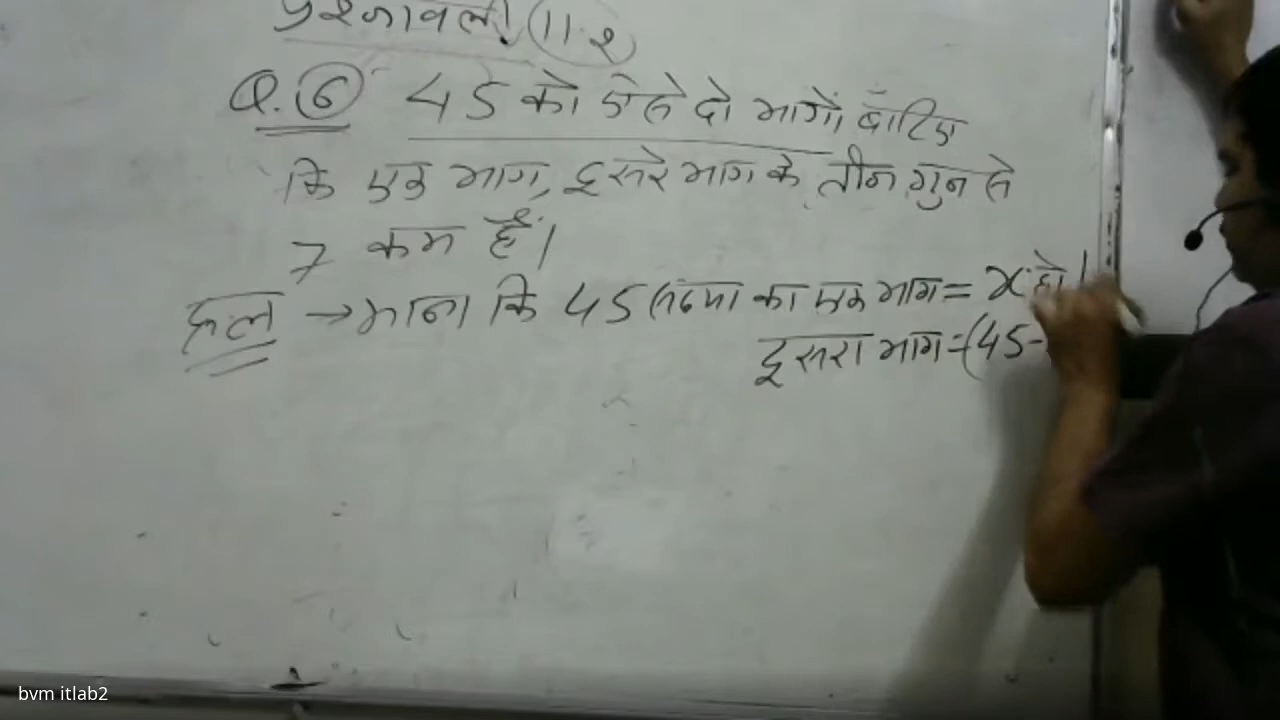 प्रश्नावली (11.2)
Q.⑥ 45 को ऐसे दो भागों बाँटिए
कि एक भाग, दूसरे भाग के तीन गुन से
7 कम है।
हल → माना कि 45 संख्या का एक भाग = x हो।
दूसरा भाग = (45-
bvm itlab2